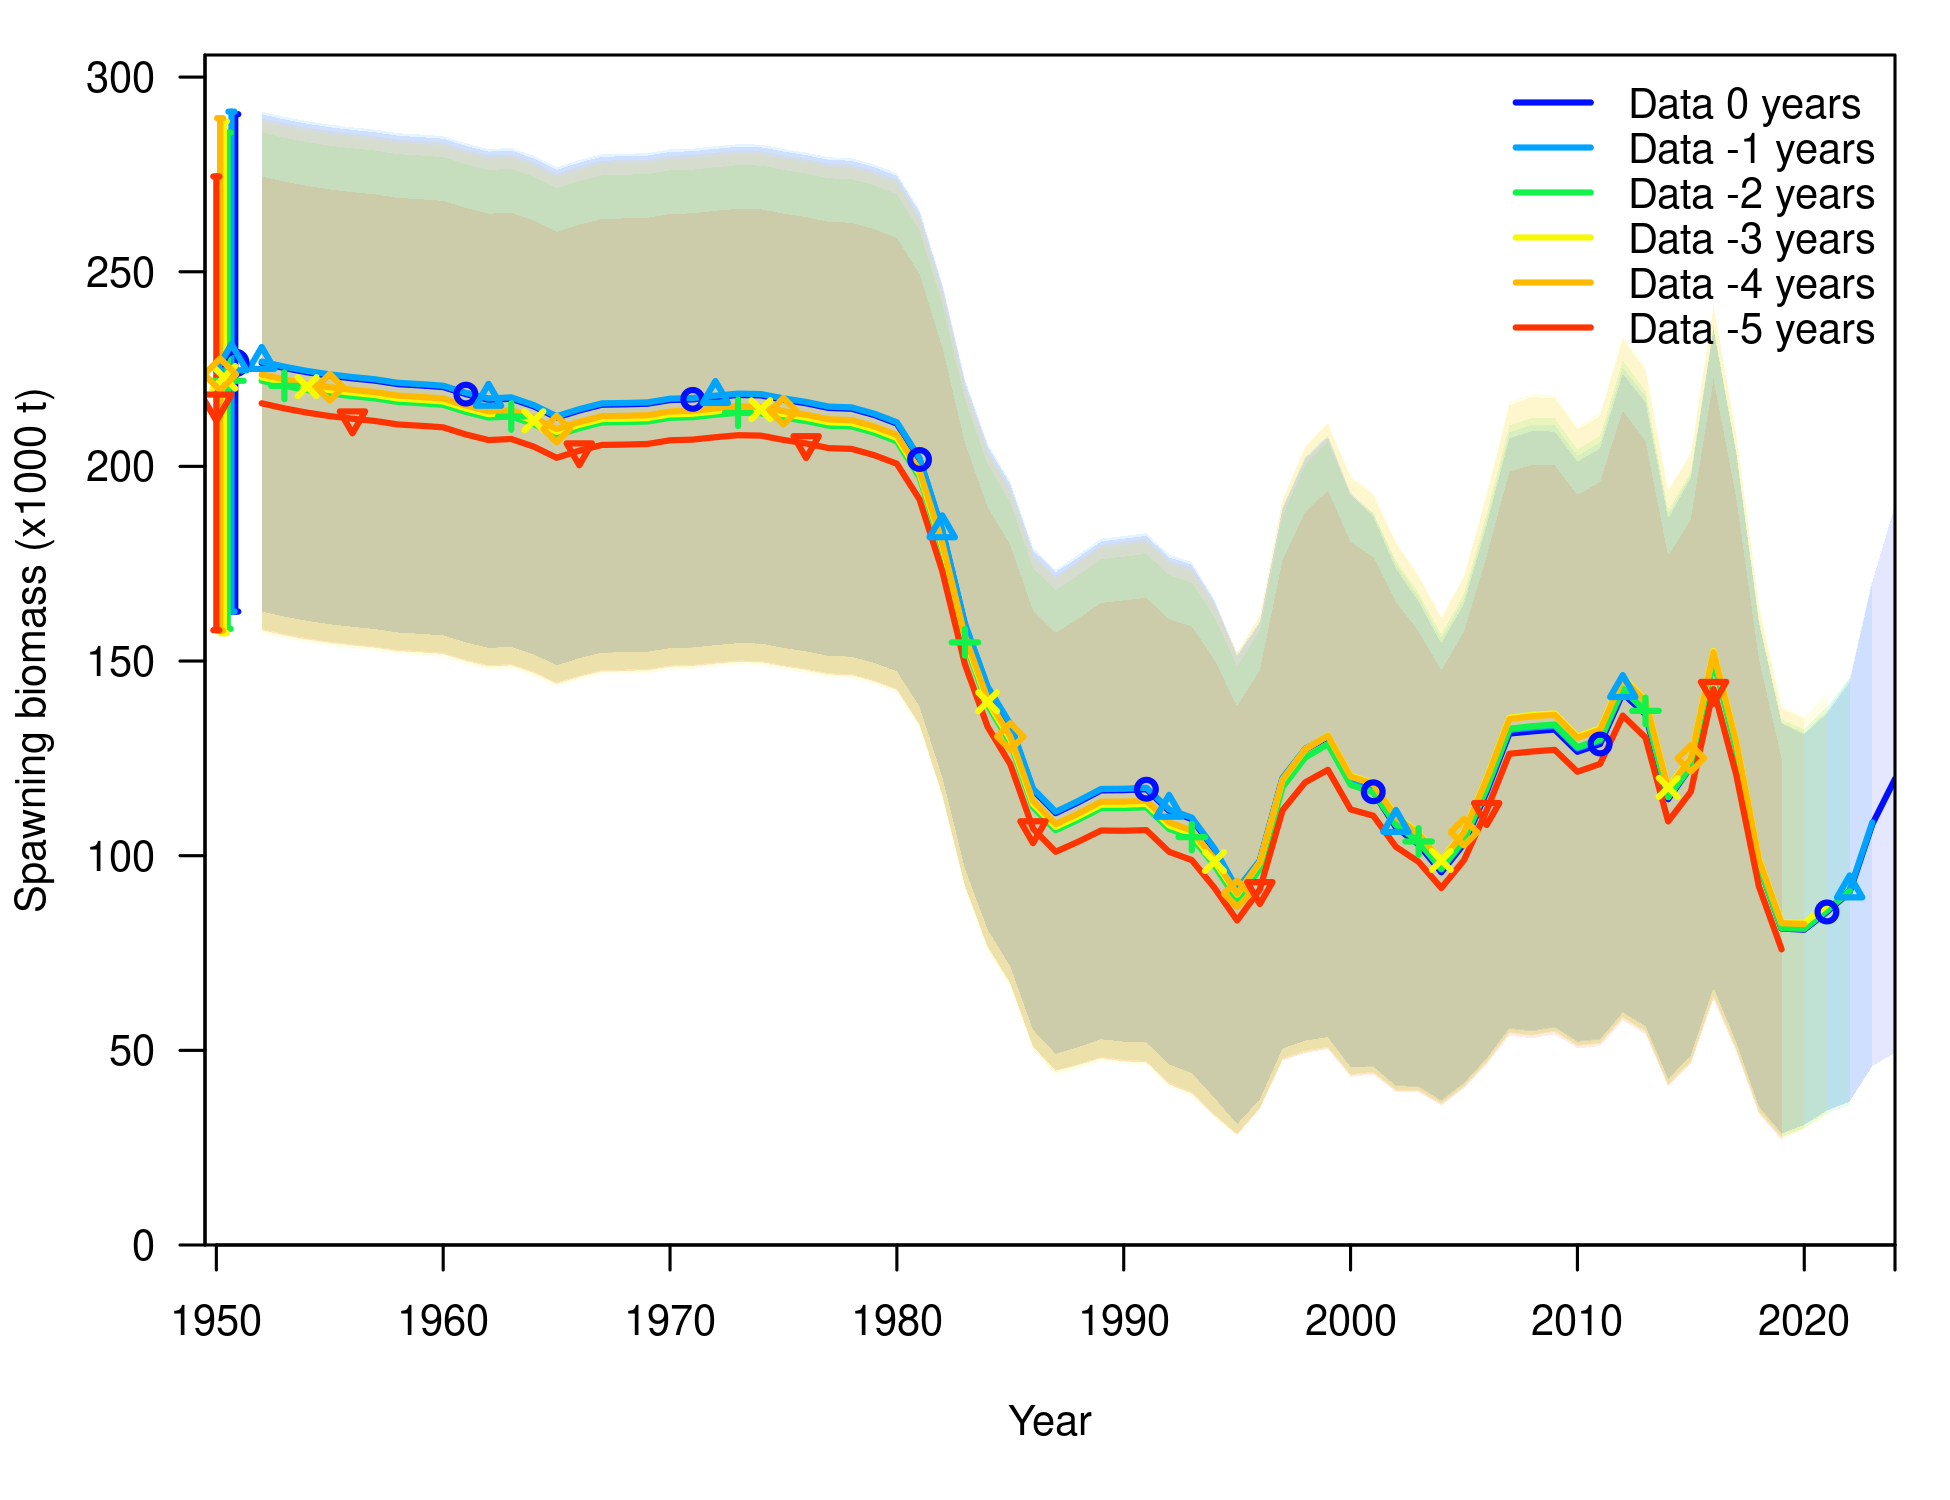 300
250
200
150
100
50
0
Spawning biomass (x1000 t)
Data 0 years
Data -1 years
Data -2 years
Data -3 years
Data -4 years
Data -5 years
1950 1960 1970 1980 1990 2000 2010 2020
Year